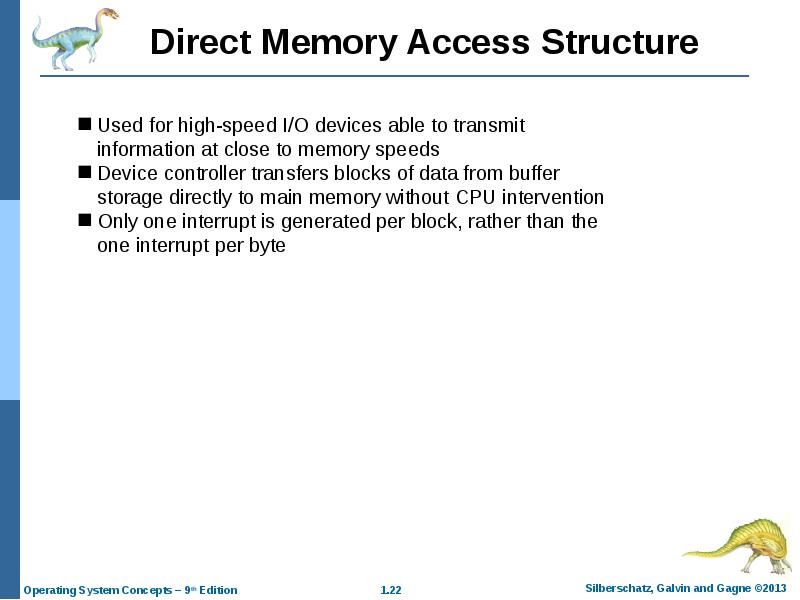 Direct Memory Access Structure
Used for high-speed I/O devices able to transmit
information at close to memory speeds
Device controller transfers blocks of data from buffer
storage directly to main memory without CPU intervention
Only one interrupt is generated per block, rather than the
one interrupt per byte
Operating System Concepts – 9th Edition
1.22
Silberschatz, Galvin and Gagne ©2013